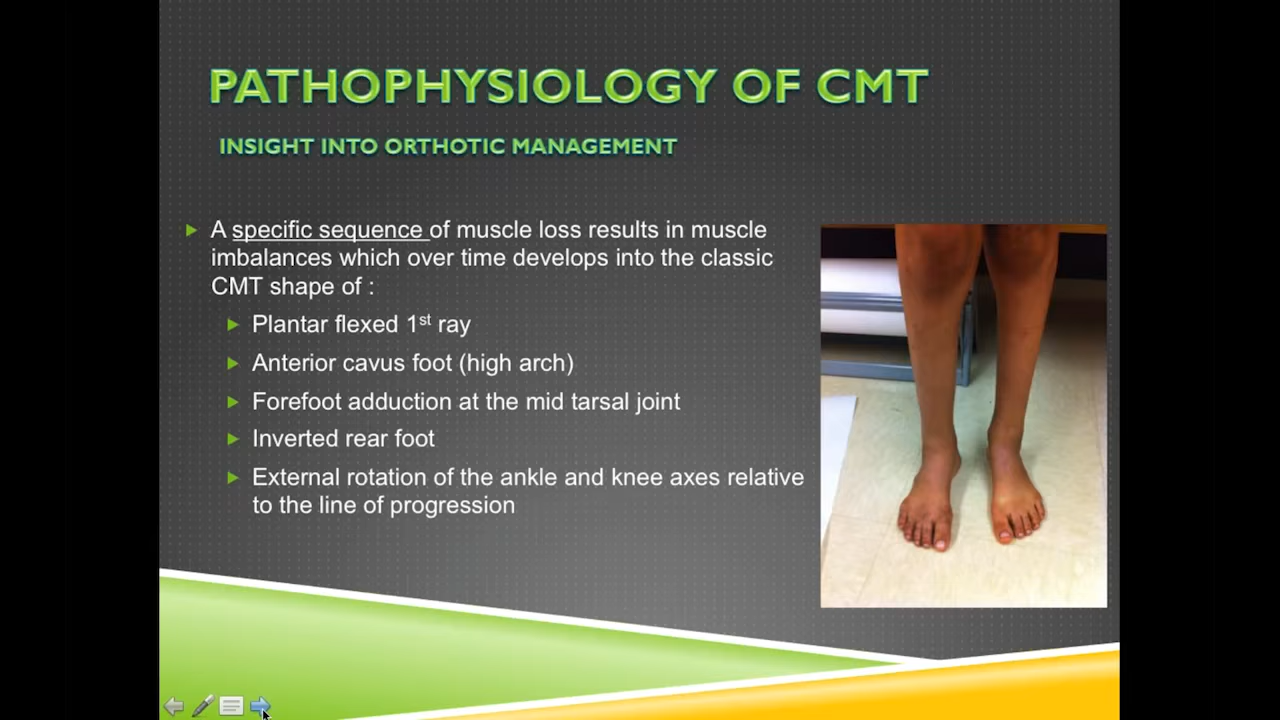 PATHOPHYSIOLOGY OF CMT
INSIGHT INTO ORTHOTIC MANAGEMENT
A specific sequence of muscle loss results in muscle
imbalances which over time develops into the classic
CMT shape of :
Plantar flexed 1st ray
Anterior cavus foot (high arch)
Forefoot adduction at the mid tarsal joint
Inverted rear foot
External rotation of the ankle and knee axes relative
to the line of progression